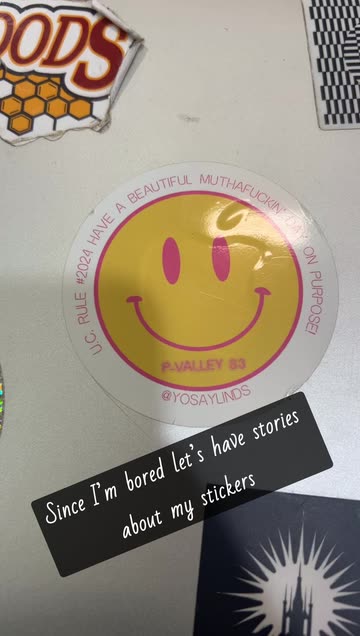 OODS
U.C. RULE #2024 HAVE A BEAUTIFUL MUTHAFUCKIN' DAY ON PURPOSE!
P-VALLEY S3
@YOSAYLINDS
Since I'm bored let's have stories
about my stickers